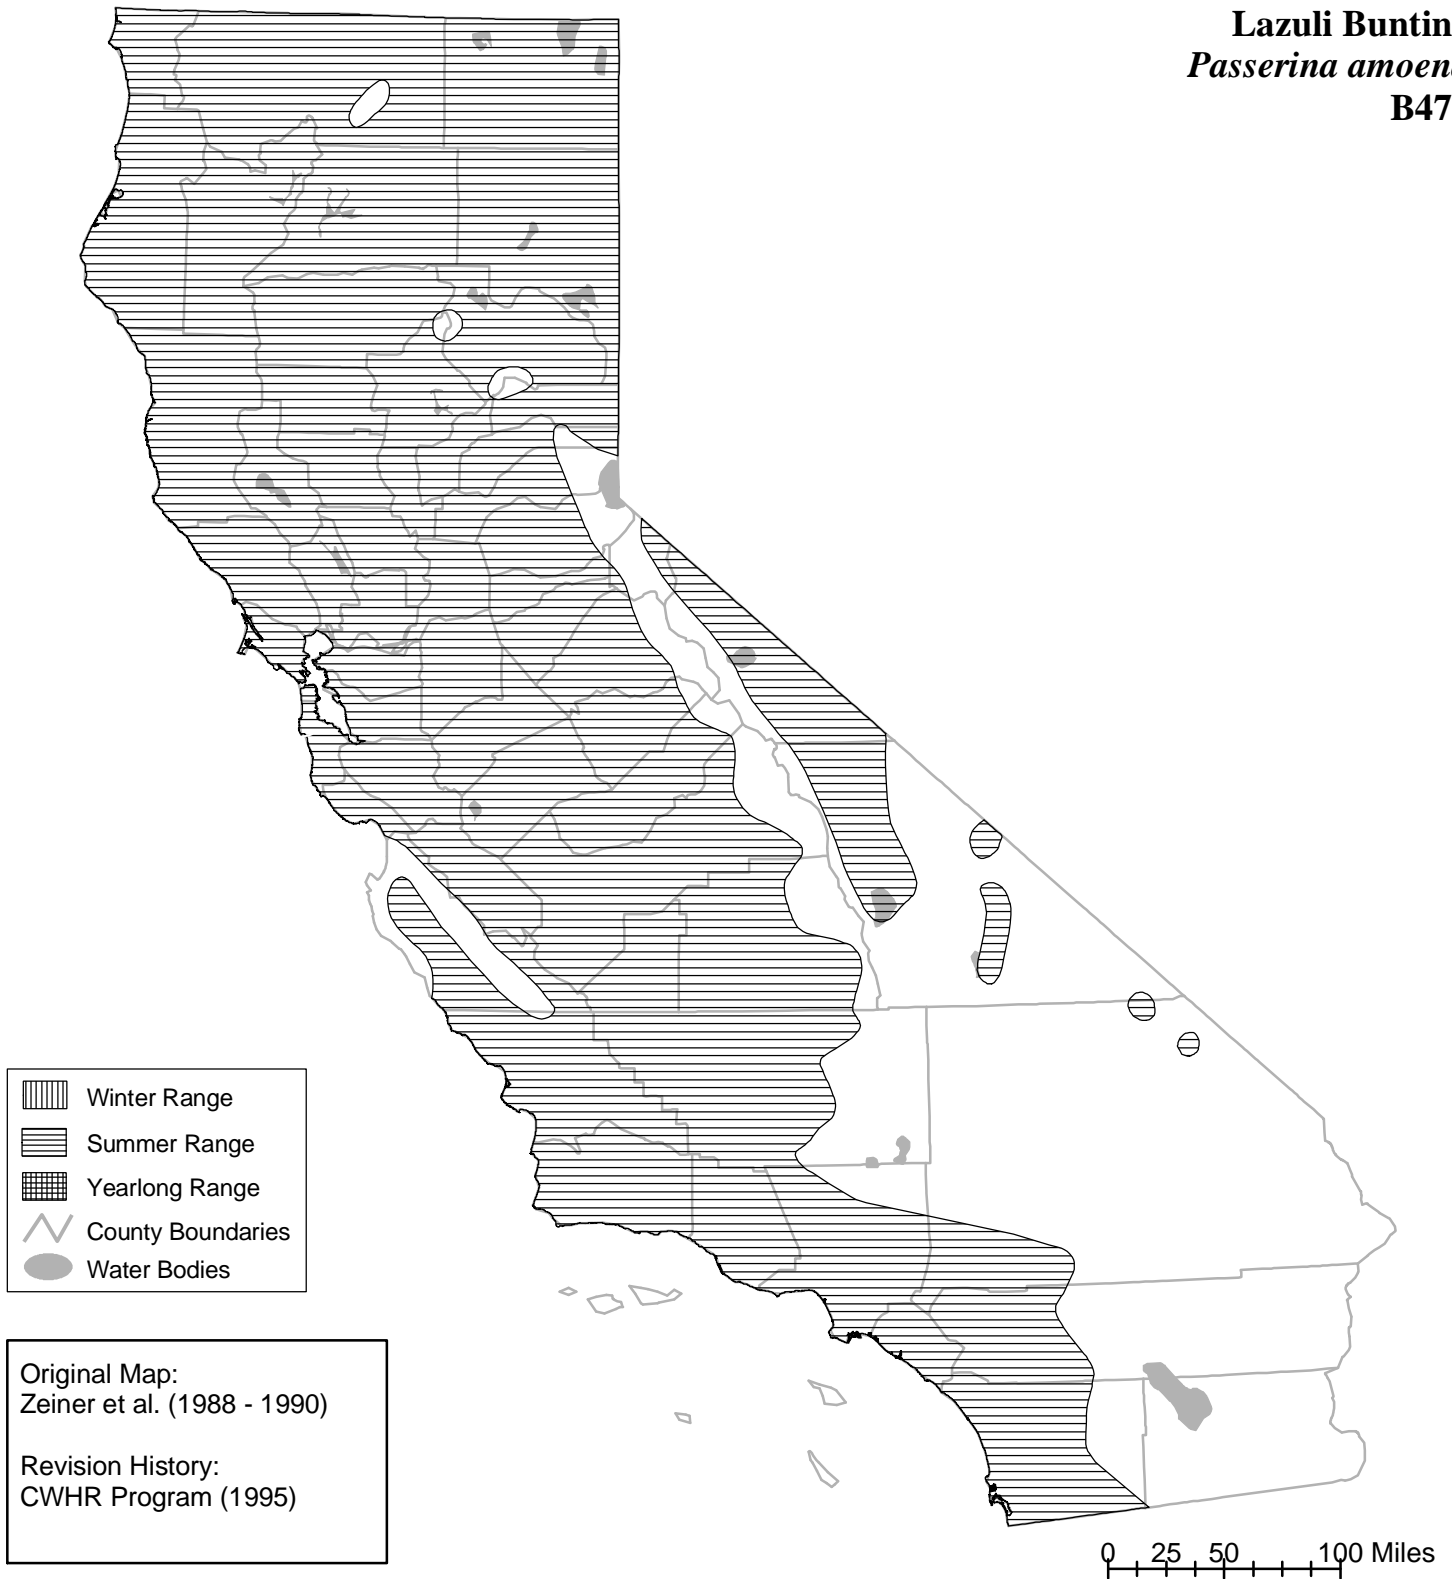 Lazuli Buntin
Passerina amoen
B47
Winter Range
Summer Range
Yearlong Range
County Boundaries
Water Bodies
Original Map:
Zeiner et al. (1988 - 1990)
Revision History:
CWHR Program (1995)
0 25 50 100 Miles